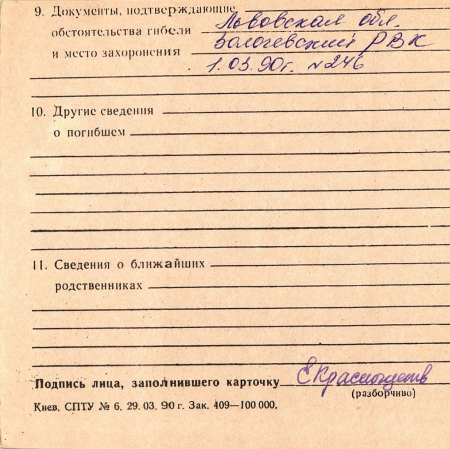 9. Документы, подтверждающие Львовская обл.
обстоятельства гибели Золочевский РВК
и место захоронения 1.03.90г. №246
10. Другие сведения
о погибшем
11. Сведения о ближайших
родственниках
Подпись лица, заполнившего карточку
(разборчиво)
Киев. СПТУ № 6. 29. 03. 90 г. Зак. 409—100 000.